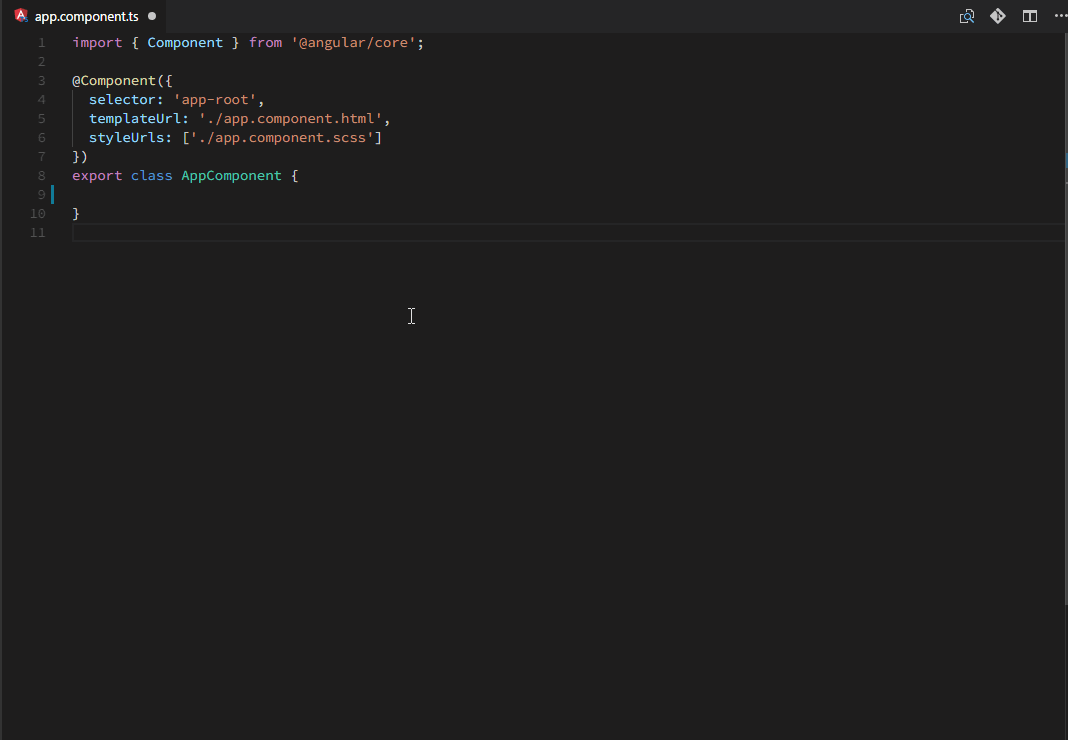 app.component.ts
1 import { Component } from '@angular/core';
2
3 @Component({
4   selector: 'app-root',
5   templateUrl: './app.component.html',
6   styleUrls: ['./app.component.scss']
7 })
8 export class AppComponent {
9
10 }
11